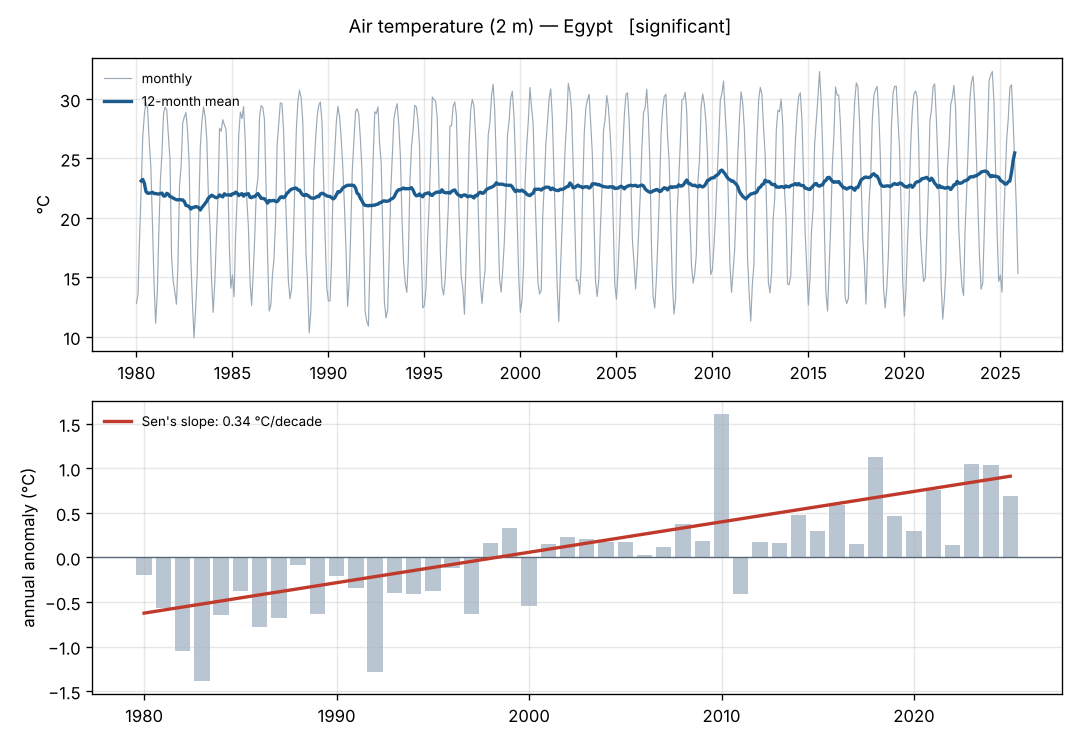 Air temperature (2 m) — Egypt [significant]
monthly
12-month mean
°C
30
25
20
15
10
1980 1985 1990 1995 2000 2005 2010 2015 2020 2025
Sen's slope: 0.34 °C/decade
annual anomaly (°C)
1.5
1.0
0.5
0.0
−0.5
−1.0
−1.5
1980 1990 2000 2010 2020